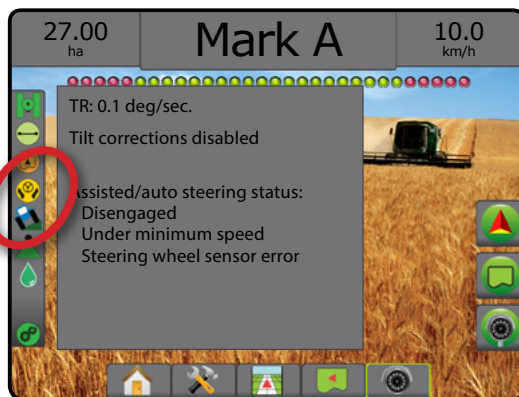 27.00
ha
Mark A
10.0
km/h
TR: 0.1 deg/sec.
Tilt corrections disabled
Assisted/auto steering status:
Disengaged
Under minimum speed
Steering wheel sensor error